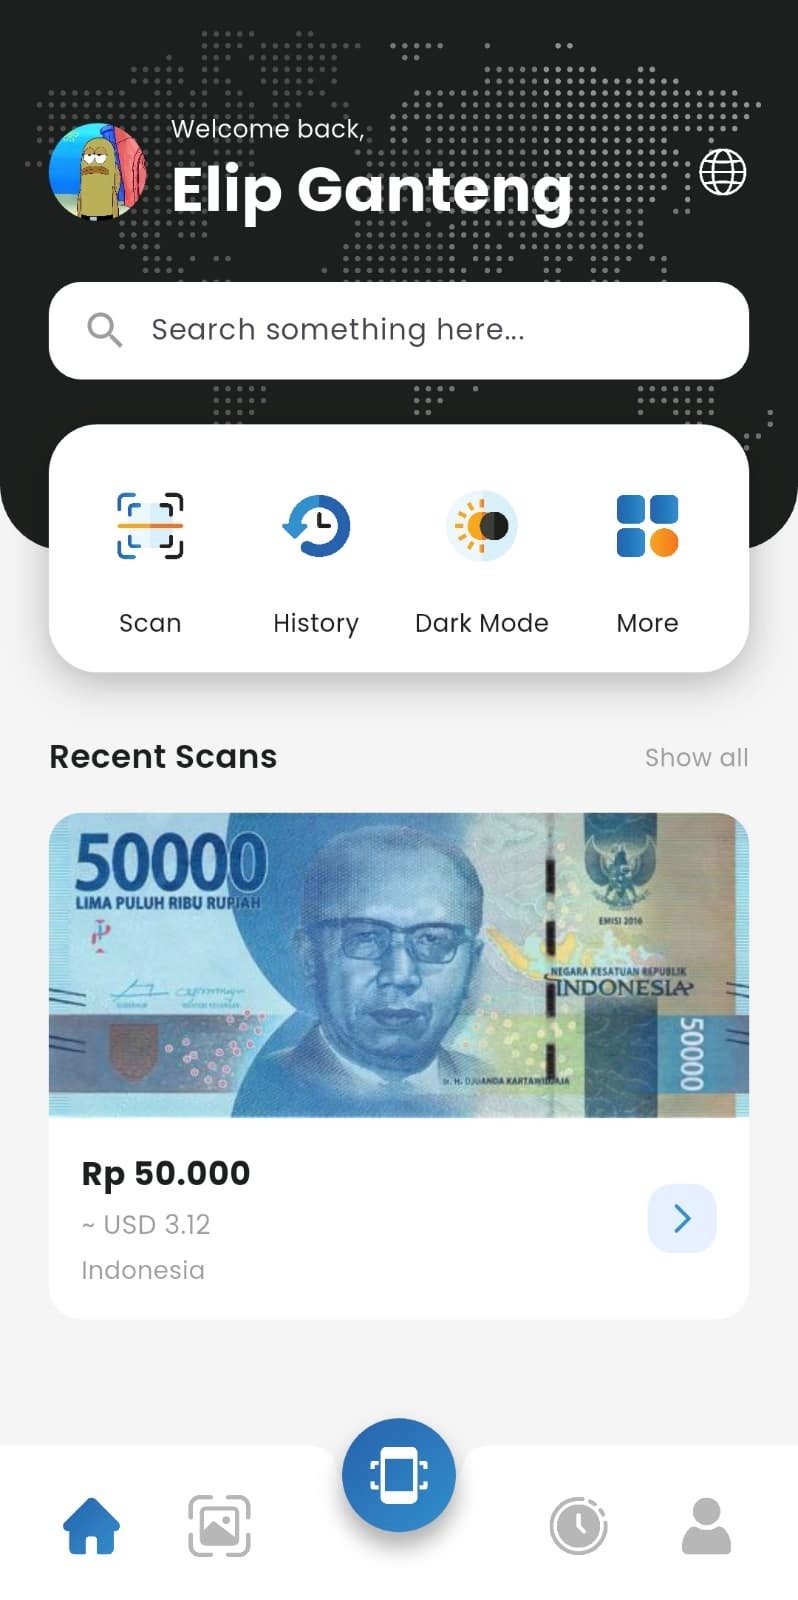 Welcome back,
Elip Ganteng
Search something here...
Scan
History
Dark Mode
More
Recent Scans
Show all
50000
LIMA PULUH RIBU RUPIAH
EMISI 2016
NEGARA KESATUAN REPUBLIK
INDONESIA
50000
Ir. H. DJUANDA KARTAWIDJAJA
Rp 50.000
~ USD 3.12
Indonesia